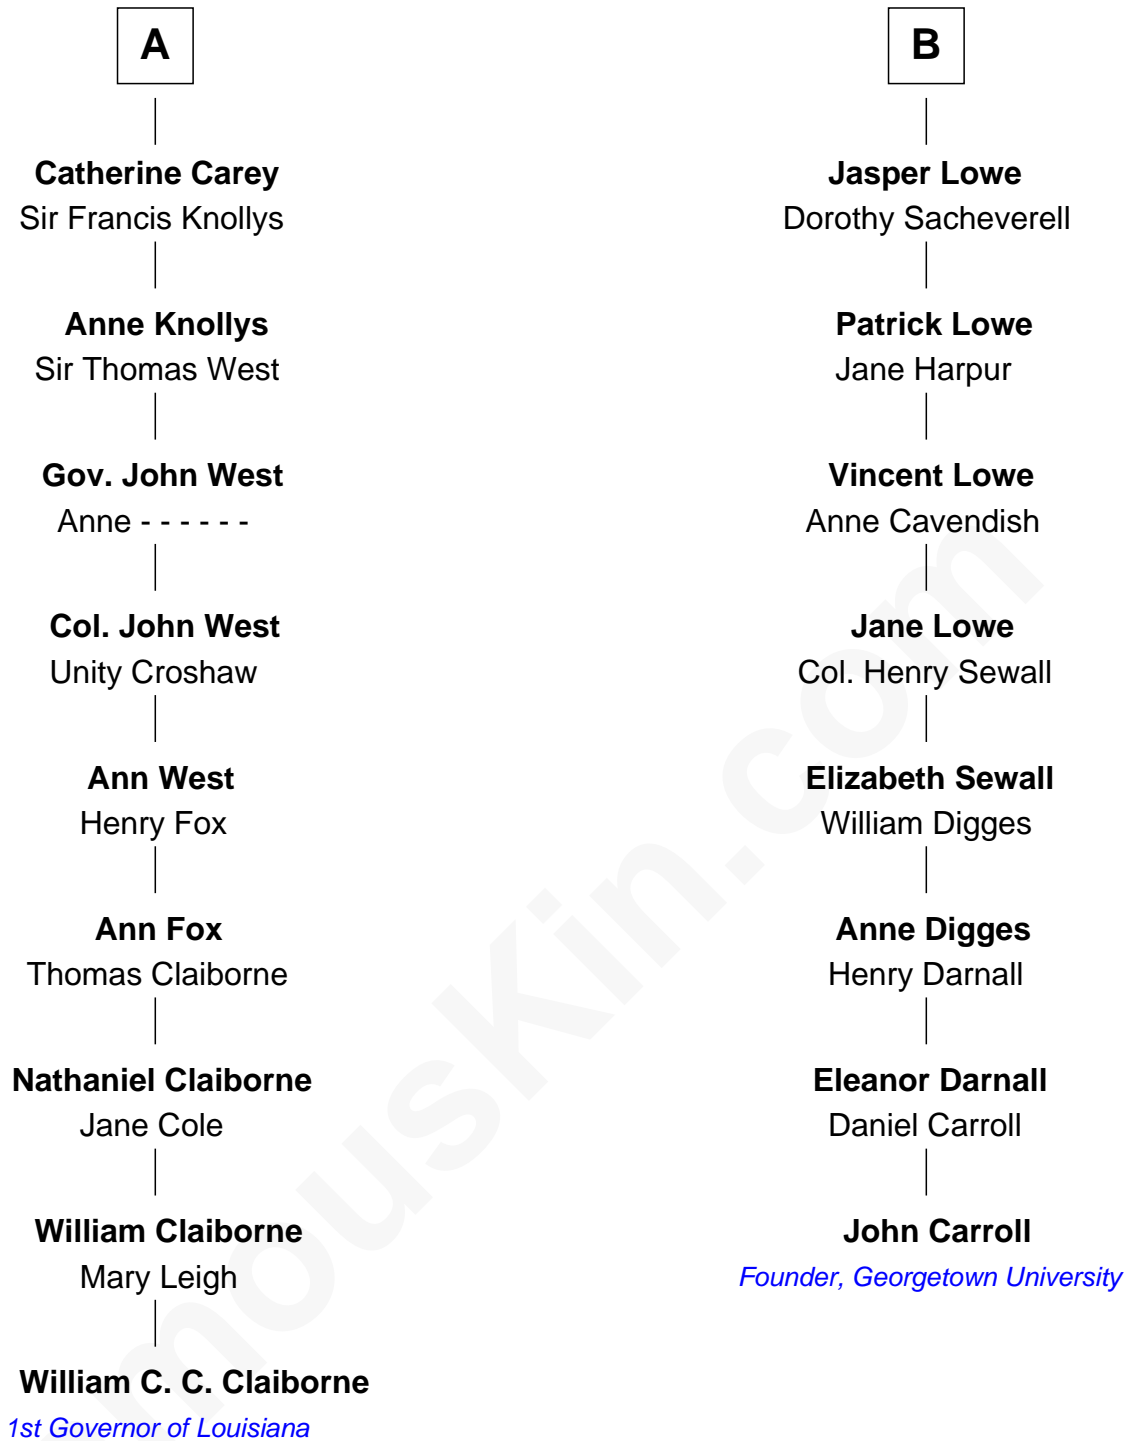 A
Catherine Carey
Sir Francis Knollys
Anne Knollys
Sir Thomas West
Gov. John West
Anne - - - - - -
Col. John West
Unity Croshaw
Ann West
Henry Fox
Ann Fox
Thomas Claiborne
Nathaniel Claiborne
Jane Cole
William Claiborne
Mary Leigh
William C. C. Claiborne
1st Governor of Louisiana
B
Jasper Lowe
Dorothy Sacheverell
Patrick Lowe
Jane Harpur
Vincent Lowe
Anne Cavendish
Jane Lowe
Col. Henry Sewall
Elizabeth Sewall
William Digges
Anne Digges
Henry Darnall
Eleanor Darnall
Daniel Carroll
John Carroll
Founder, Georgetown University
mousKin.com